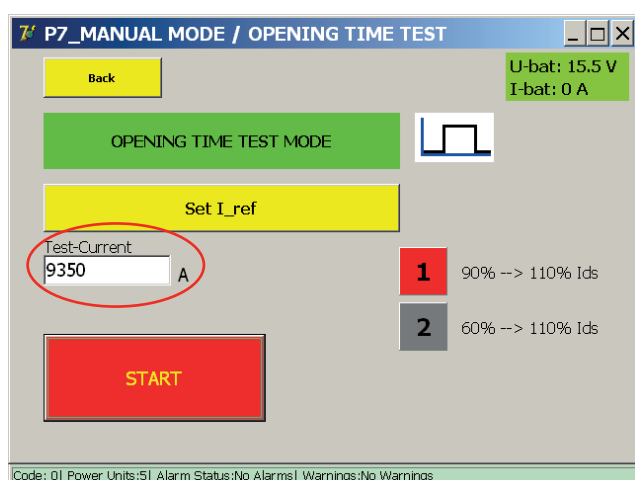 P7_MANUAL MODE / OPENING TIME TEST
Back
U-bat: 15.5 V
I-bat: 0 A
OPENING TIME TEST MODE
Set I_ref
Test-Current
9350 A
1 90% --> 110% Ids
2 60% --> 110% Ids
START
Code: 0| Power Units:5| Alarm Status:No Alarms| Warnings:No Warnings